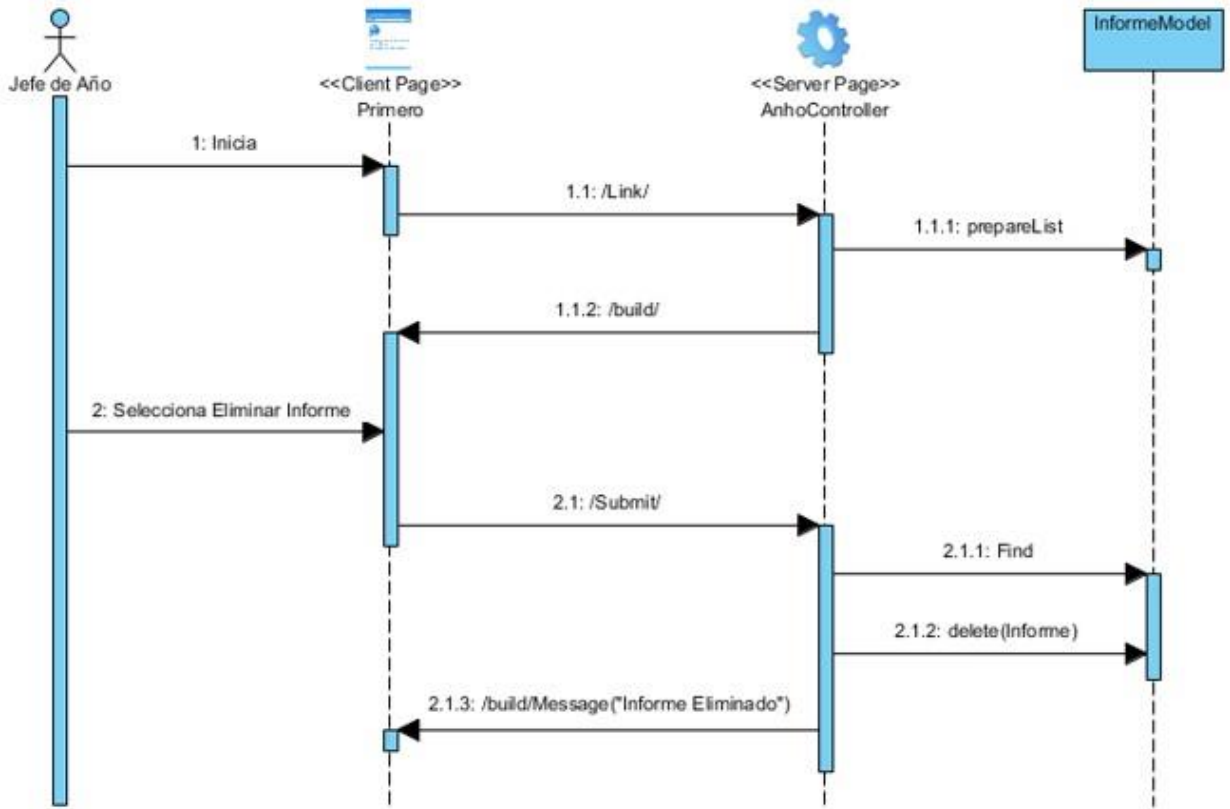 InformeModel
Jefe de Año
<<Client Page>>
Primero
<<Server Page>>
AnhoController
1: Inicia
1.1: /Link/
1.1.1: prepareList
1.1.2: /build/
2: Selecciona Eliminar Informe
2.1: /Submit/
2.1.1: Find
2.1.2: delete(Informe)
2.1.3: /build/Message("Informe Eliminado")